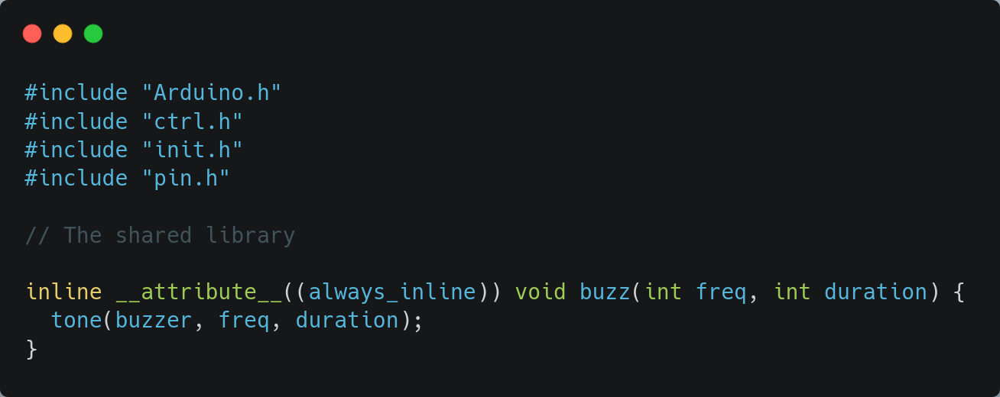 #include "Arduino.h"
#include "ctrl.h"
#include "init.h"
#include "pin.h"

// The shared library

inline __attribute__((always_inline)) void buzz(int freq, int duration) {
  tone(buzzer, freq, duration);
}